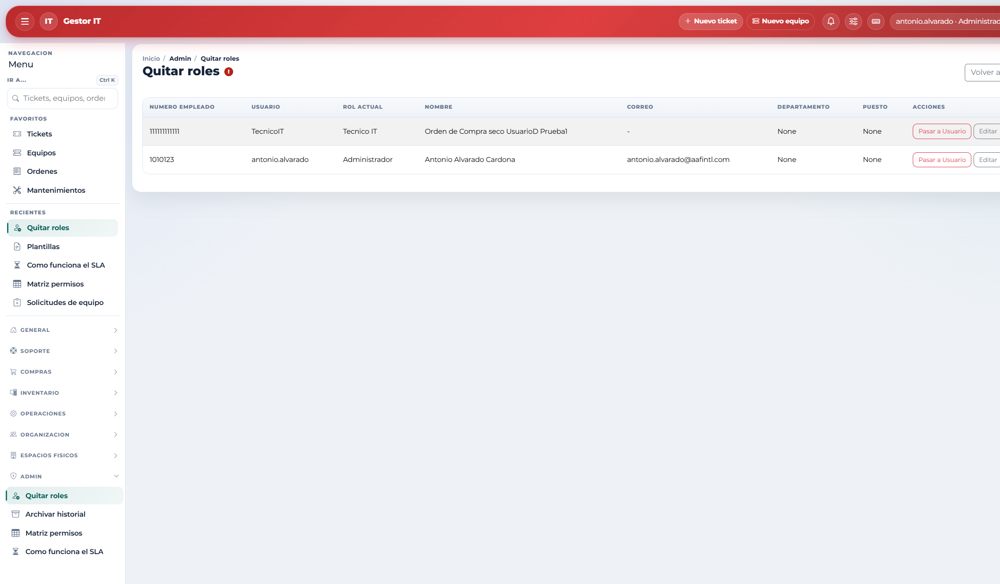 IT Gestor IT
+ Nuevo ticket
Nuevo equipo
antonio.alvarado · Administrad
NAVEGACION
Menu
IR A...
Ctrl K
Tickets, equipos, order
FAVORITOS
Tickets
Equipos
Ordenes
Mantenimientos
RECIENTES
Quitar roles
Plantillas
Como funciona el SLA
Matriz permisos
Solicitudes de equipo
GENERAL
SOPORTE
COMPRAS
INVENTARIO
OPERACIONES
ORGANIZACION
ESPACIOS FISICOS
ADMIN
Quitar roles
Archivar historial
Matriz permisos
Como funciona el SLA
Inicio / Admin / Quitar roles
Quitar roles
Volver a
NUMERO EMPLEADO USUARIO ROL ACTUAL NOMBRE CORREO DEPARTAMENTO PUESTO ACCIONES
111111111111 TecnicoIT Tecnico IT Orden de Compra seco UsuarioD Prueba1 - None None Pasar a Usuario Editar
1010123 antonio.alvarado Administrador Antonio Alvarado Cardona antonio.alvarado@aafintl.com None None Pasar a Usuario Editar